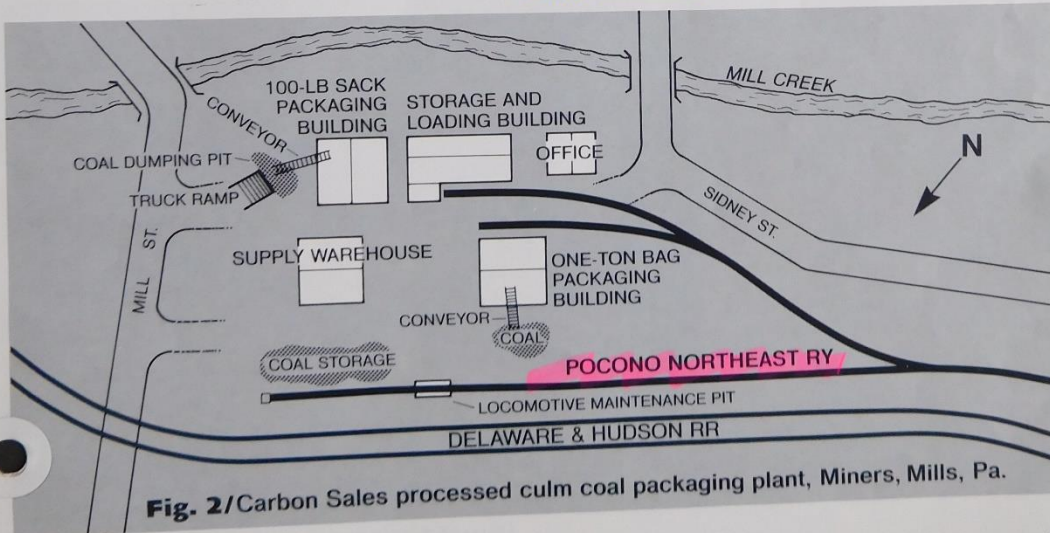 MILL CREEK
100-LB SACK
PACKAGING
BUILDING
STORAGE AND
LOADING BUILDING
CONVEYOR
OFFICE
N
COAL DUMPING PIT
TRUCK RAMP
SIDNEY ST.
MILL ST.
SUPPLY WAREHOUSE
ONE-TON BAG
PACKAGING
BUILDING
CONVEYOR
COAL
COAL STORAGE
POCONO NORTHEAST RY
LOCOMOTIVE MAINTENANCE PIT
DELAWARE & HUDSON RR
Fig. 2/Carbon Sales processed culm coal packaging plant, Miners, Mills, Pa.